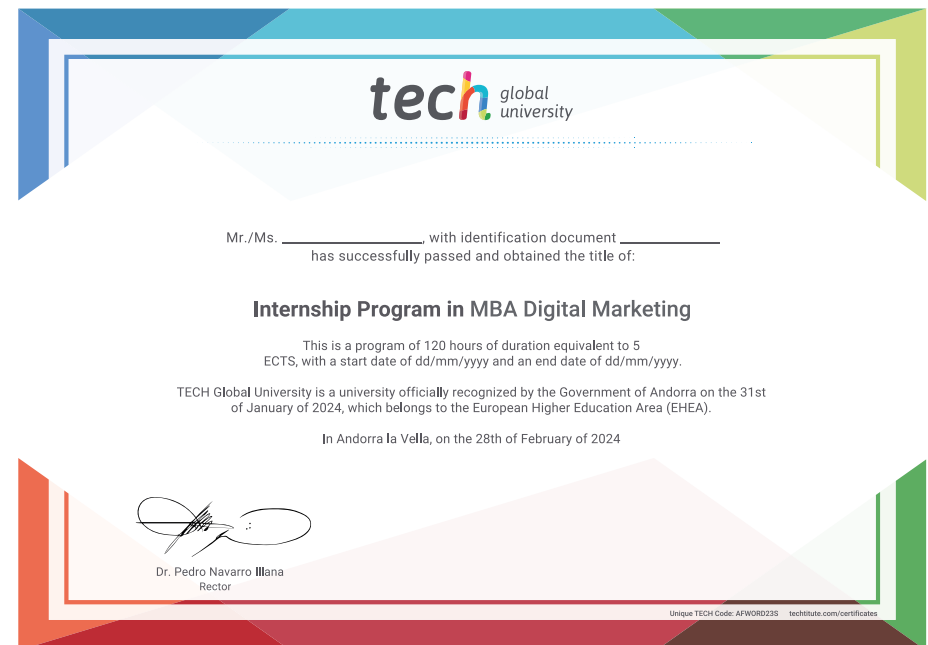 tech global
university
Mr./Ms. ____________, with identification document ____________
has successfully passed and obtained the title of:
Internship Program in MBA Digital Marketing
This is a program of 120 hours of duration equivalent to 5
ECTS, with a start date of dd/mm/yyyy and an end date of dd/mm/yyyy.
TECH Global University is a university officially recognized by the Government of Andorra on the 31st
of January of 2024, which belongs to the European Higher Education Area (EHEA).
In Andorra la Vella, on the 28th of February of 2024
Dr. Pedro Navarro Illana
Rector
Unique TECH Code: AFWORD23S techtitute.com/certificates